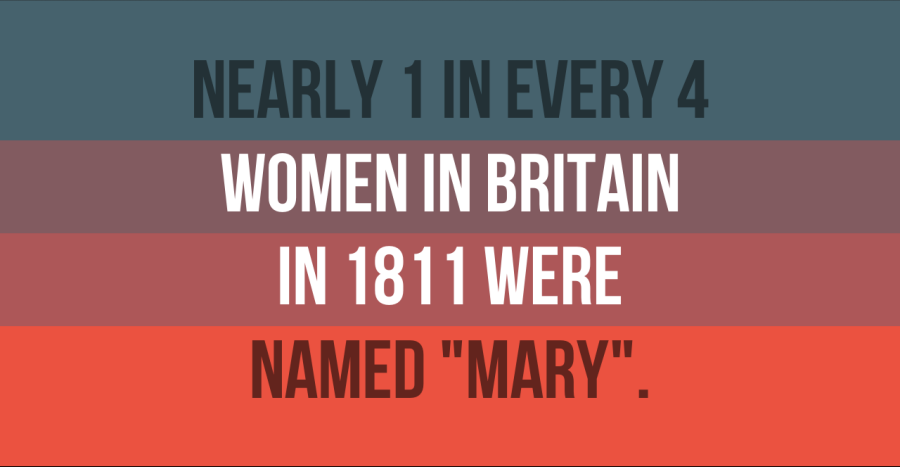 NEARLY 1 IN EVERY 4
WOMEN IN BRITAIN
IN 1811 WERE
NAMED "MARY".